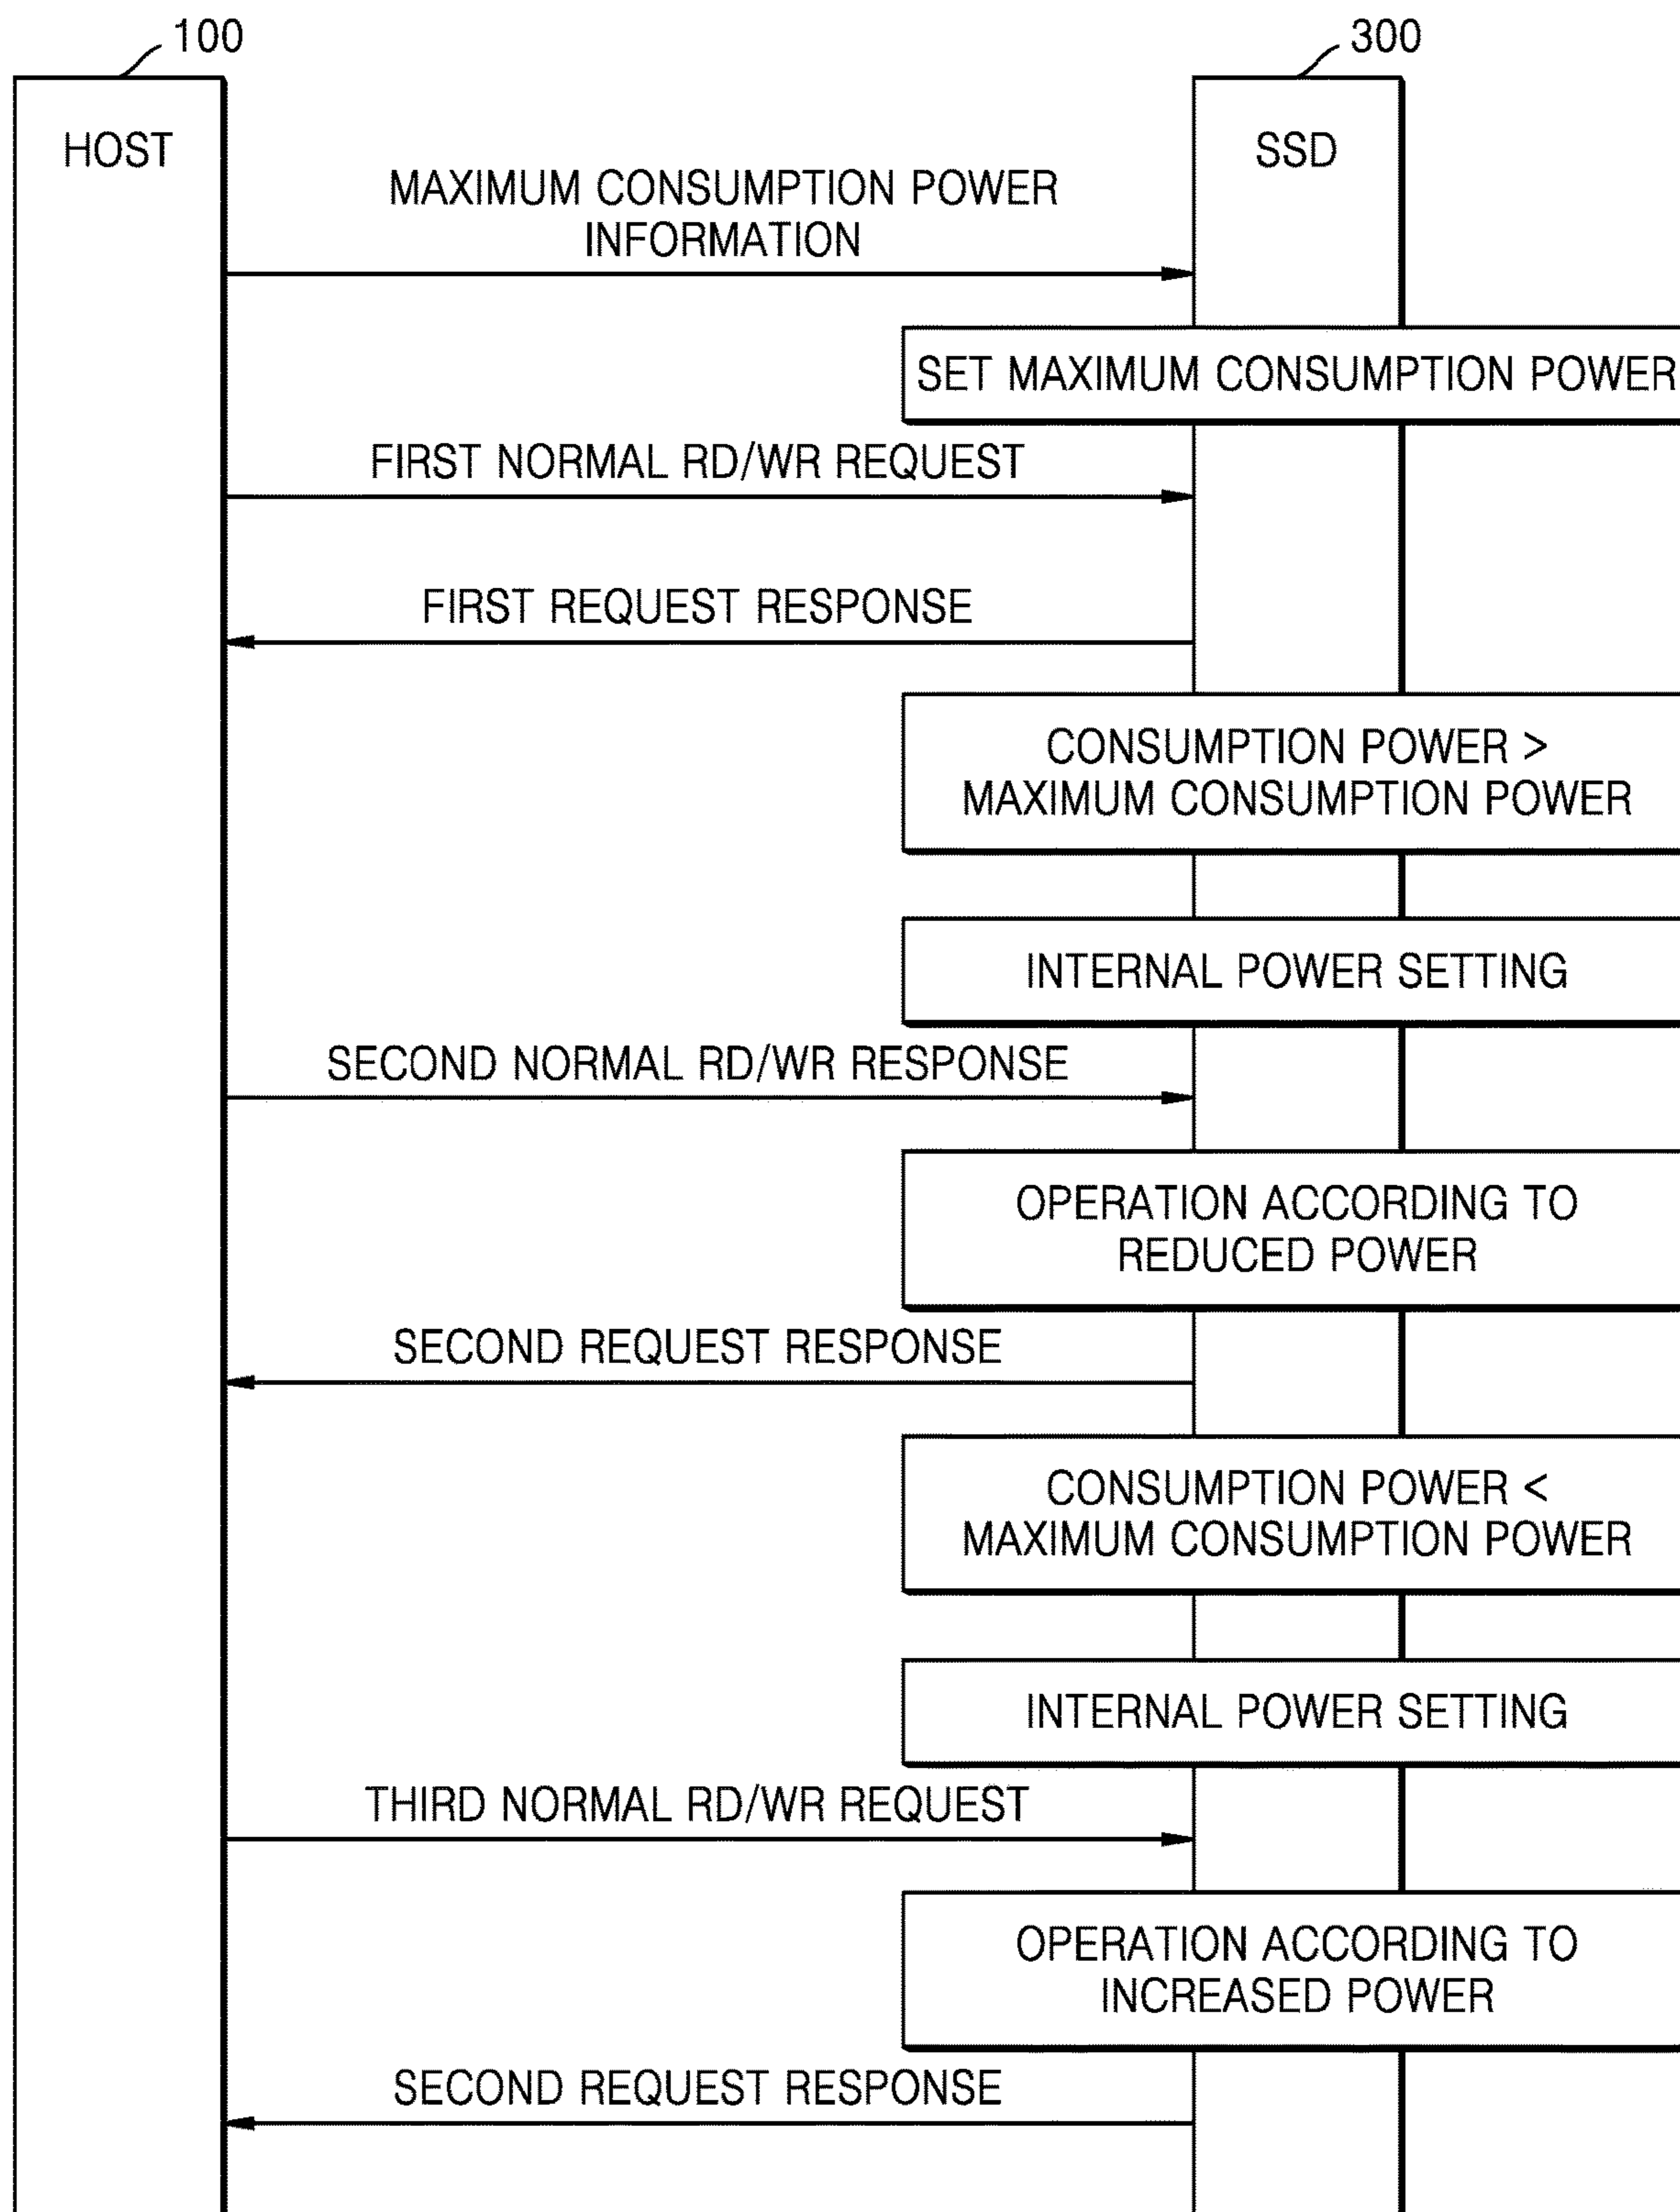 100
300
HOST
SSD
MAXIMUM CONSUMPTION POWER
INFORMATION
SET MAXIMUM CONSUMPTION POWER
FIRST NORMAL RD/WR REQUEST
FIRST REQUEST RESPONSE
CONSUMPTION POWER >
MAXIMUM CONSUMPTION POWER
INTERNAL POWER SETTING
SECOND NORMAL RD/WR RESPONSE
OPERATION ACCORDING TO
REDUCED POWER
SECOND REQUEST RESPONSE
CONSUMPTION POWER <
MAXIMUM CONSUMPTION POWER
INTERNAL POWER SETTING
THIRD NORMAL RD/WR REQUEST
OPERATION ACCORDING TO
INCREASED POWER
SECOND REQUEST RESPONSE